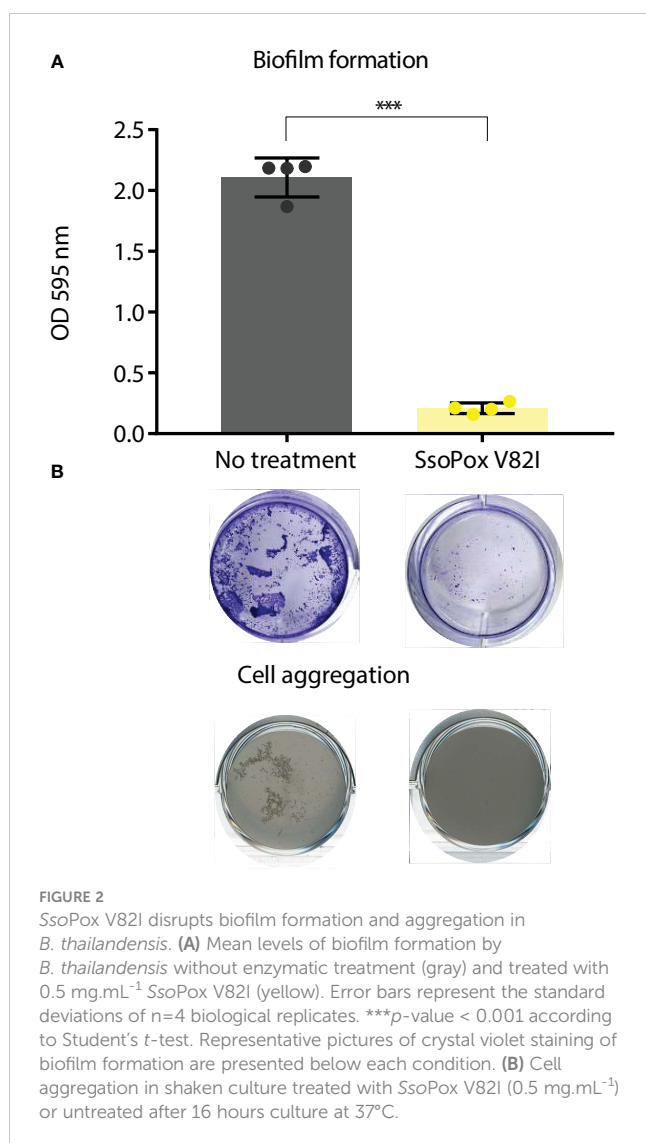 A
Biofilm formation
***
2.5
2.0
1.5
1.0
0.5
0.0
OD 595 nm
No treatment SsoPox V82I
B
Cell aggregation
FIGURE 2
SsoPox V82I disrupts biofilm formation and aggregation in
B. thailandensis. (A) Mean levels of biofilm formation by
B. thailandensis without enzymatic treatment (gray) and treated with
0.5 mg.mL⁻¹ SsoPox V82I (yellow). Error bars represent the standard
deviations of n=4 biological replicates. ***p-value < 0.001 according
to Student’s t-test. Representative pictures of crystal violet staining of
biofilm formation are presented below each condition. (B) Cell
aggregation in shaken culture treated with SsoPox V82I (0.5 mg.mL⁻¹)
or untreated after 16 hours culture at 37°C.